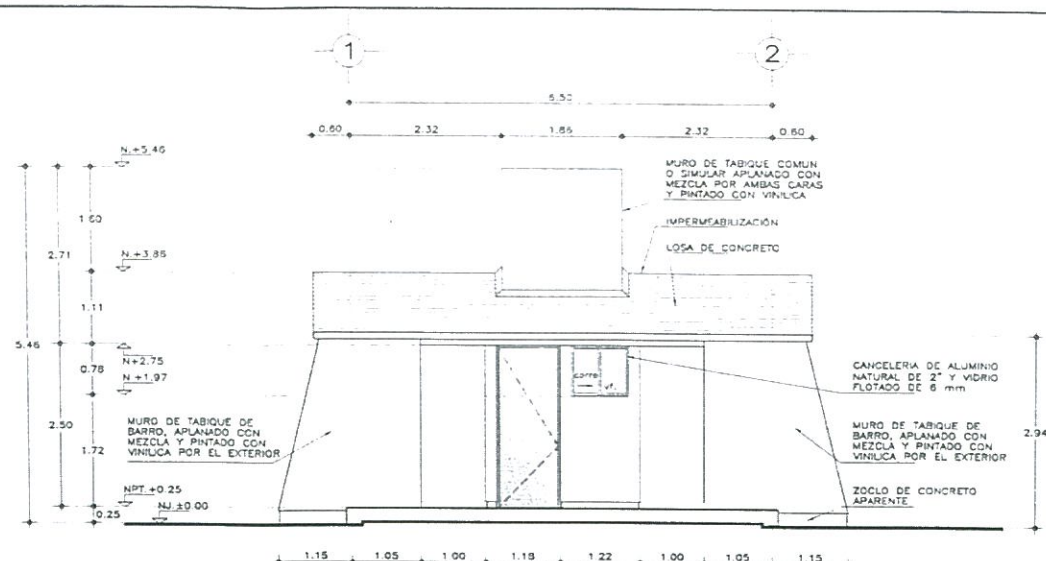 1
2
6.50
0.60
2.32
1.86
2.32
0.60
N.+5.46
MURO DE TABIQUE COMUN
O SIMULAR APLANADO CON
MEZCLA POR AMBAS CARAS
Y PINTADO CON VINILICA
IMPERMEABILIZACIÓN
LOSA DE CONCRETO
1.60
2.71
N.+3.86
1.11
5.46
N+2.75
0.78
N.+1.97
CANCELERIA DE ALUMINIO
NATURAL DE 2" Y VIDRIO
FLOTADO DE 6 mm
corre
vf.
2.50
MURO DE TABIQUE DE
BARRO, APLANADO CON
MEZCLA Y PINTADO CON
VINILICA POR EL EXTERIOR
1.72
MURO DE TABIQUE DE
BARRO, APLANADO CON
MEZCLA Y PINTADO CON
VINILICA POR EL EXTERIOR
2.94
NPT.+0.25
ZOCLO DE CONCRETO
APARENTE
NJ.±0.00
0.25
1.15
1.05
1.00
1.18
1.22
1.00
1.05
1.15